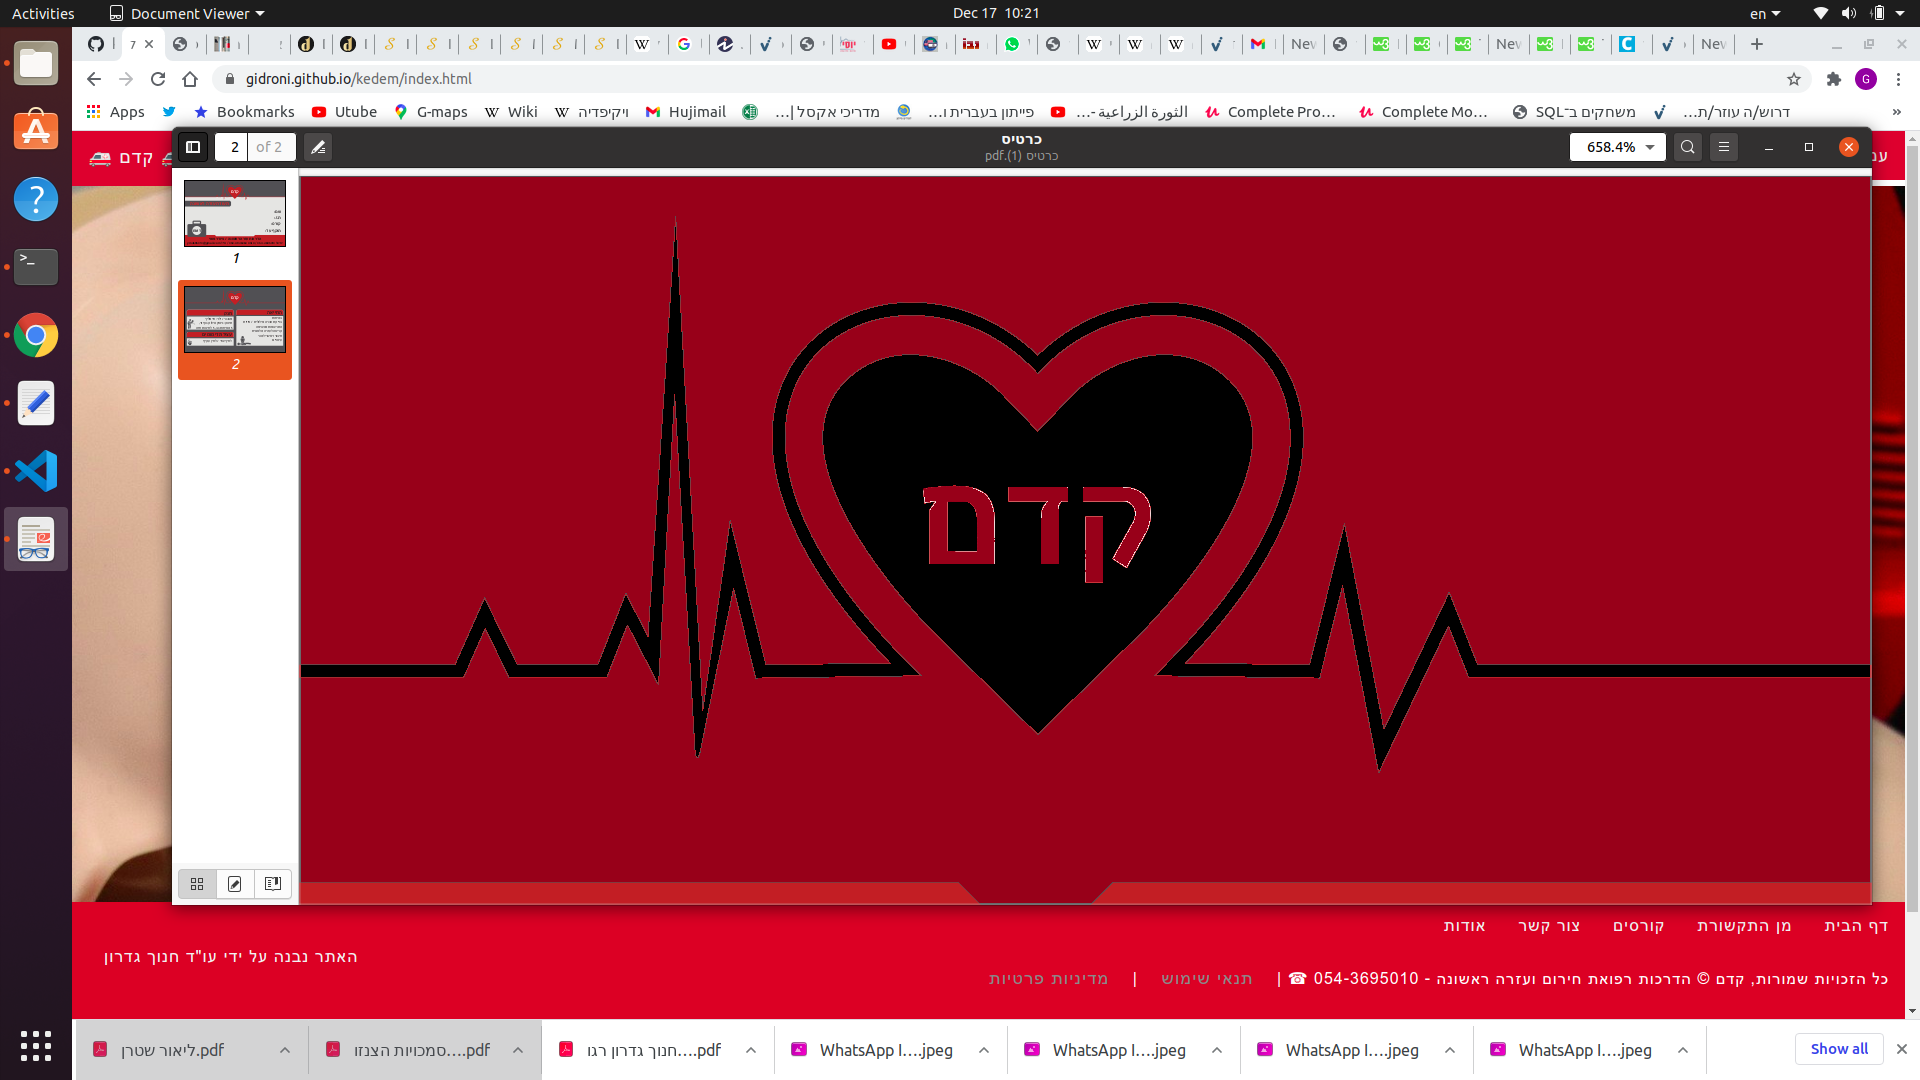 Activities
Document Viewer
Dec 17 10:21
en
gidroni.github.io/kedem/index.html
Apps
Bookmarks
Utube
G-maps
Wiki
ויקיפדיה
Hujimail
מדריכי אקסל |...
פייתון בעברית ו...
الثورة الزراعية -...
Complete Pro...
Complete Mo...
משחקים ב־SQL
דרוש/ה עוזר/ת...
»
קדם
2
of 2
כרטיס
כרטיס (1).pdf
658.4%
1
2
קדם
דף הבית
מן התקשורת
קורסים
צור קשר
אודות
האתר נבנה על ידי עו"ד חנוך גדרון
כל הזכויות שמורות, קדם © הדרכות רפואת חירום ועזרה ראשונה - 054-3695010 ☎ |
תנאי שימוש
|
מדיניות פרטיות
ליאור שטרן.pdf
סמכויות הצנזו....pdf
חנוך גדרון רגו....pdf
WhatsApp I....jpeg
WhatsApp I....jpeg
WhatsApp I....jpeg
WhatsApp I....jpeg
Show all